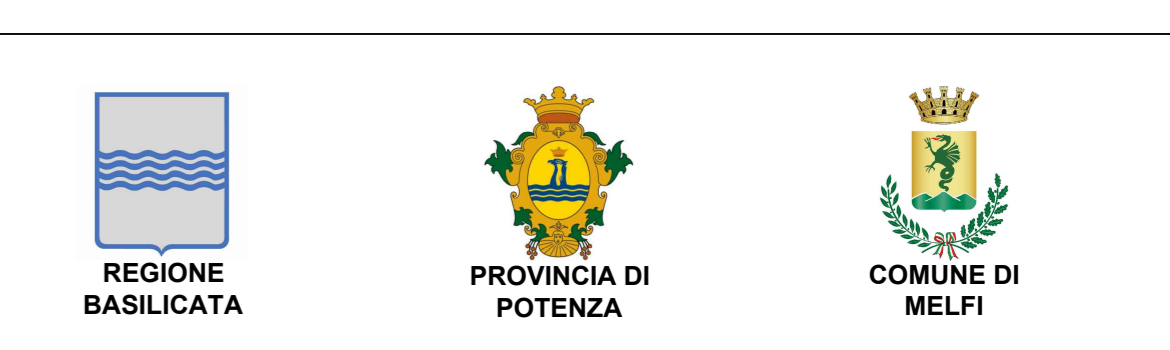 REGIONE
BASILICATA
PROVINCIA DI
POTENZA
COMUNE DI
MELFI